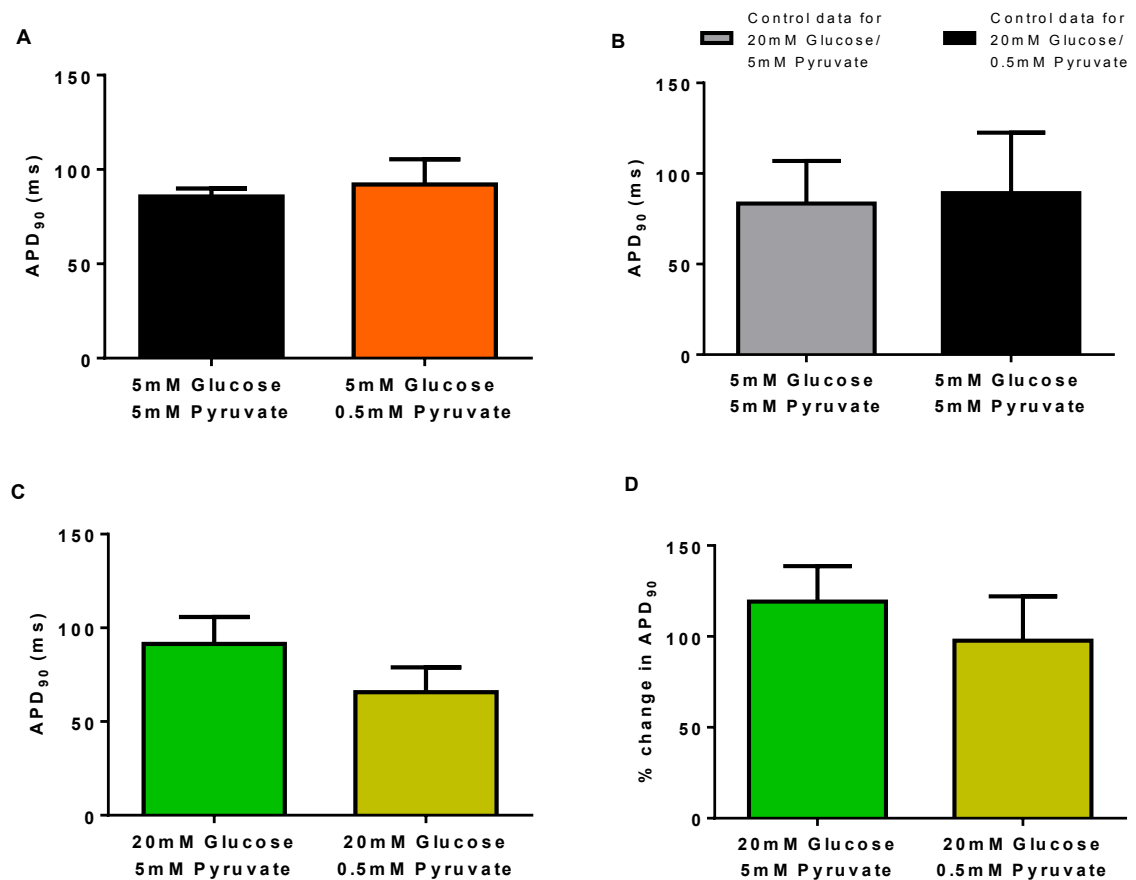 A
150
100
50
0
APD90 (ms)
5mM Glucose
5mM Pyruvate
5mM Glucose
0.5mM Pyruvate
B
Control data for
20mM Glucose/
5mM Pyruvate
Control data for
20mM Glucose/
0.5mM Pyruvate
150
100
50
0
APD90 (ms)
5mM Glucose
5mM Pyruvate
5mM Glucose
5mM Pyruvate
C
150
100
50
0
APD90 (ms)
20mM Glucose
5mM Pyruvate
20mM Glucose
0.5mM Pyruvate
D
150
100
50
0
% change in APD90
20mM Glucose
5mM Pyruvate
20mM Glucose
0.5mM Pyruvate